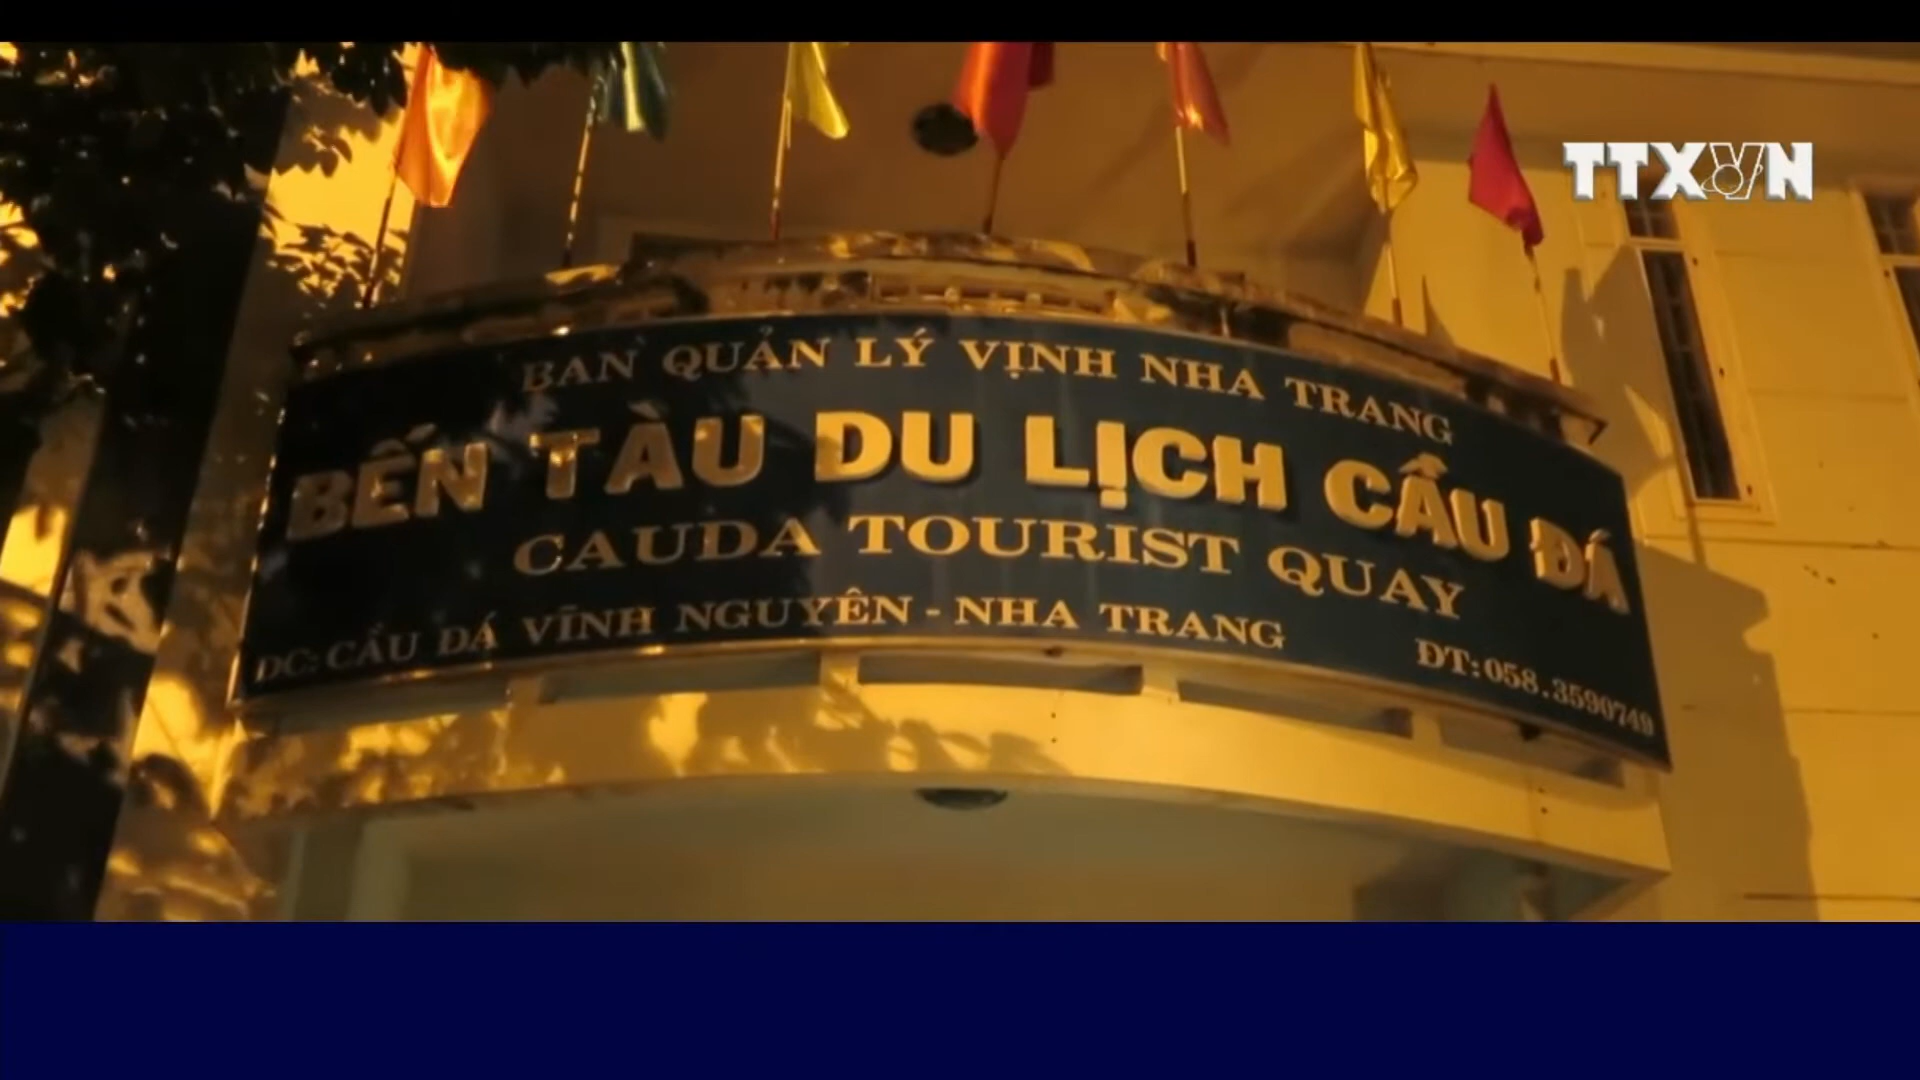 TTXVN
BAN QUẢN LÝ VỊNH NHA TRANG
BẾN TÀU DU LỊCH CẦU ĐÁ
CAUDA TOURIST QUAY
ĐC: CẦU ĐÁ VĨNH NGUYÊN - NHA TRANG ĐT: 058.3590749